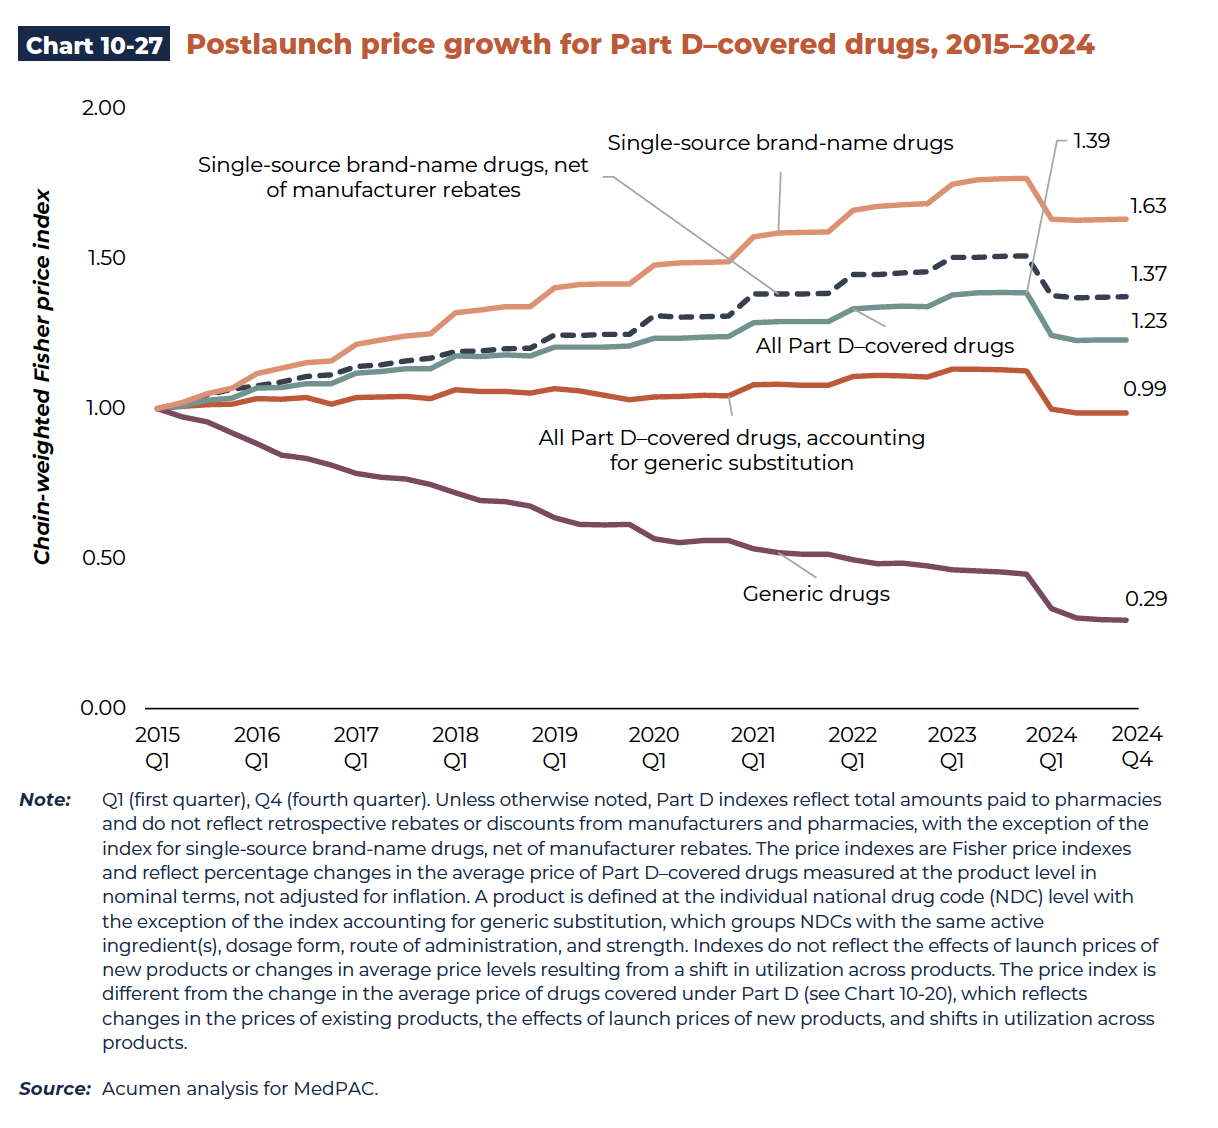 Chart 10-27 Postlaunch price growth for Part D–covered drugs, 2015–2024
2.00
1.39
Single-source brand-name drugs
Single-source brand-name drugs, net
of manufacturer rebates
Chain-weighted Fisher price index
1.63
1.50
1.37
1.23
All Part D–covered drugs
0.99
1.00
All Part D–covered drugs, accounting
for generic substitution
0.50
Generic drugs
0.29
0.00
2015 2016 2017 2018 2019 2020 2021 2022 2023 2024 2024
Q1 Q1 Q1 Q1 Q1 Q1 Q1 Q1 Q1 Q1 Q4
Note: Q1 (first quarter), Q4 (fourth quarter). Unless otherwise noted, Part D indexes reflect total amounts paid to pharmacies
and do not reflect retrospective rebates or discounts from manufacturers and pharmacies, with the exception of the
index for single-source brand-name drugs, net of manufacturer rebates. The price indexes are Fisher price indexes
and reflect percentage changes in the average price of Part D–covered drugs measured at the product level in
nominal terms, not adjusted for inflation. A product is defined at the individual national drug code (NDC) level with
the exception of the index accounting for generic substitution, which groups NDCs with the same active
ingredient(s), dosage form, route of administration, and strength. Indexes do not reflect the effects of launch prices of
new products or changes in average price levels resulting from a shift in utilization across products. The price index is
different from the change in the average price of drugs covered under Part D (see Chart 10-20), which reflects
changes in the prices of existing products, the effects of launch prices of new products, and shifts in utilization across
products.
Source: Acumen analysis for MedPAC.